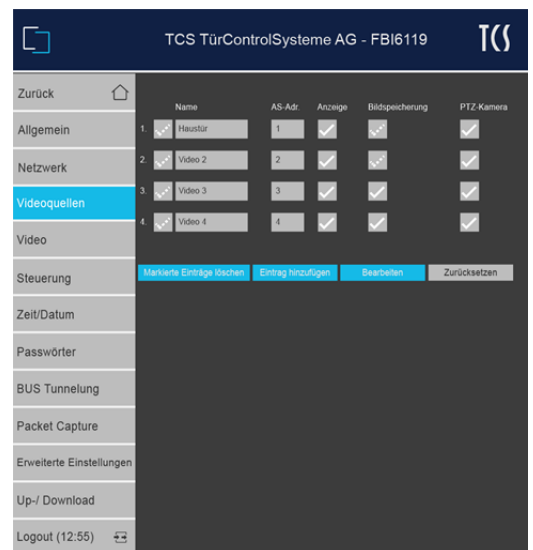 TCS TürControlSysteme AG - FBI6119
TCS
Zurück
Name AS-Adr. Anzeige Bildspeicherung PTZ-Kamera
Allgemein
1. Haustür 1
Netzwerk
2. Video 2 2
3. Video 3 3
Videoquellen
4. Video 4 4
Video
Markierte Einträge löschen Eintrag hinzufügen Bearbeiten Zurücksetzen
Steuerung
Zeit/Datum
Passwörter
BUS Tunnelung
Packet Capture
Erweiterte Einstellungen
Up-/ Download
Logout (12:55)